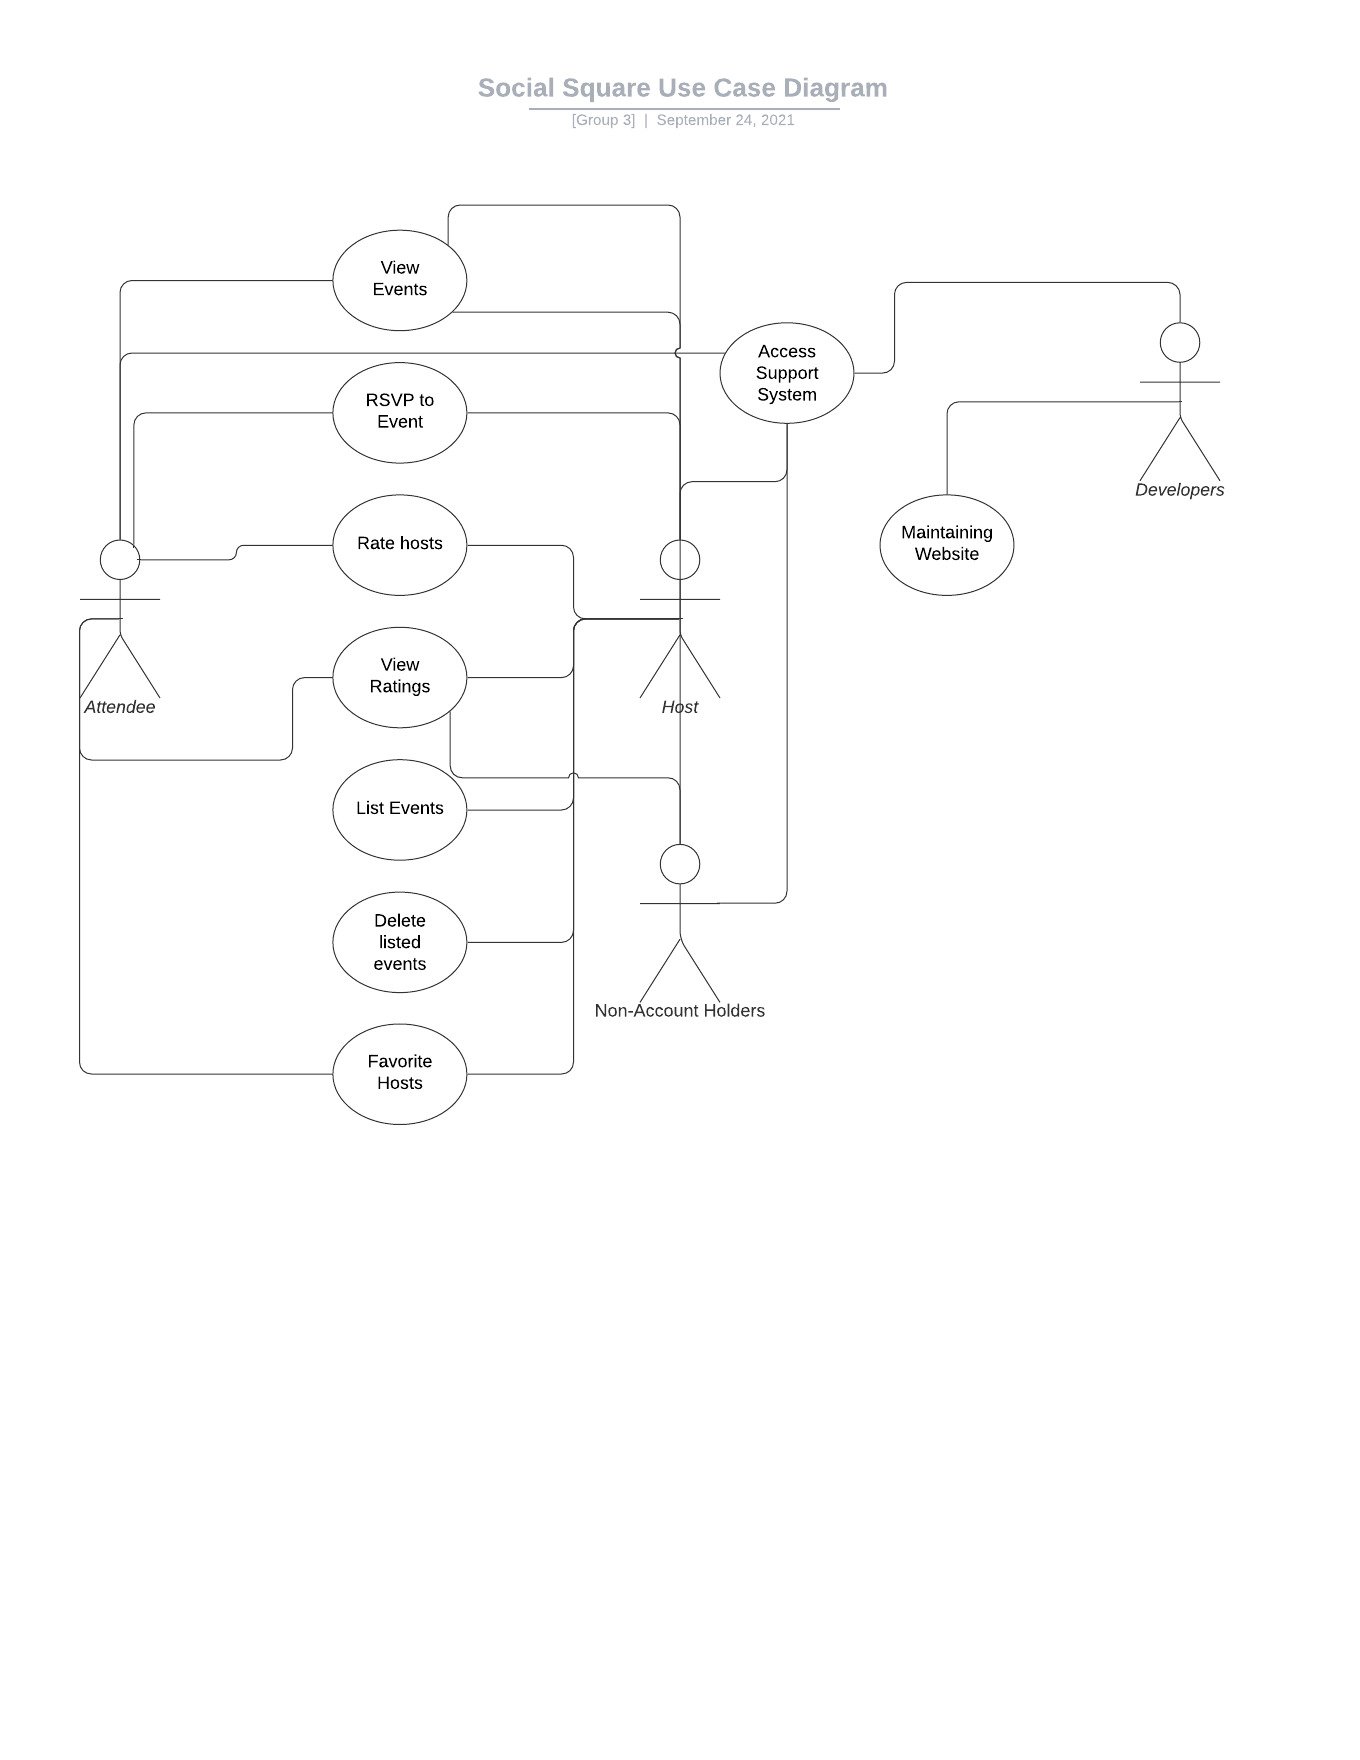 Social Square Use Case Diagram
[Group 3] | September 24, 2021
View
Events
Access
Support
System
RSVP to
Event
Developers
Maintaining
Website
Rate hosts
View
Ratings
Attendee
Host
List Events
Delete
listed
events
Non-Account Holders
Favorite
Hosts